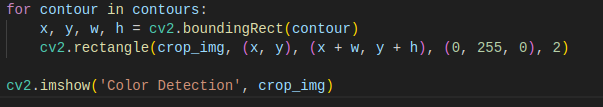 for contour in contours:
    x, y, w, h = cv2.boundingRect(contour)
    cv2.rectangle(crop_img, (x, y), (x + w, y + h), (0, 255, 0), 2)

cv2.imshow('Color Detection', crop_img)